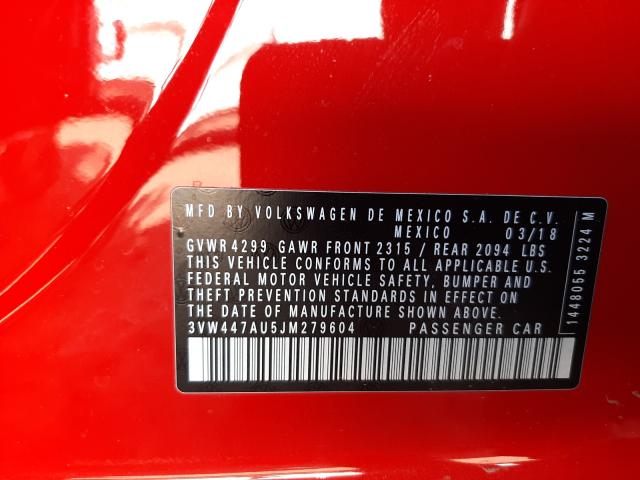 MFD BY VOLKSWAGEN DE MEXICO S.A. DE C.V.
MEXICO 03/18
GVWR 4299 GAWR FRONT 2315 / REAR 2094 LBS
THIS VEHICLE CONFORMS TO ALL APPLICABLE U.S.
FEDERAL MOTOR VEHICLE SAFETY, BUMPER AND
THEFT PREVENTION STANDARDS IN EFFECT ON
THE DATE OF MANUFACTURE SHOWN ABOVE.
3VW447AU5JM279604 PASSENGER CAR
1448055 3224 M